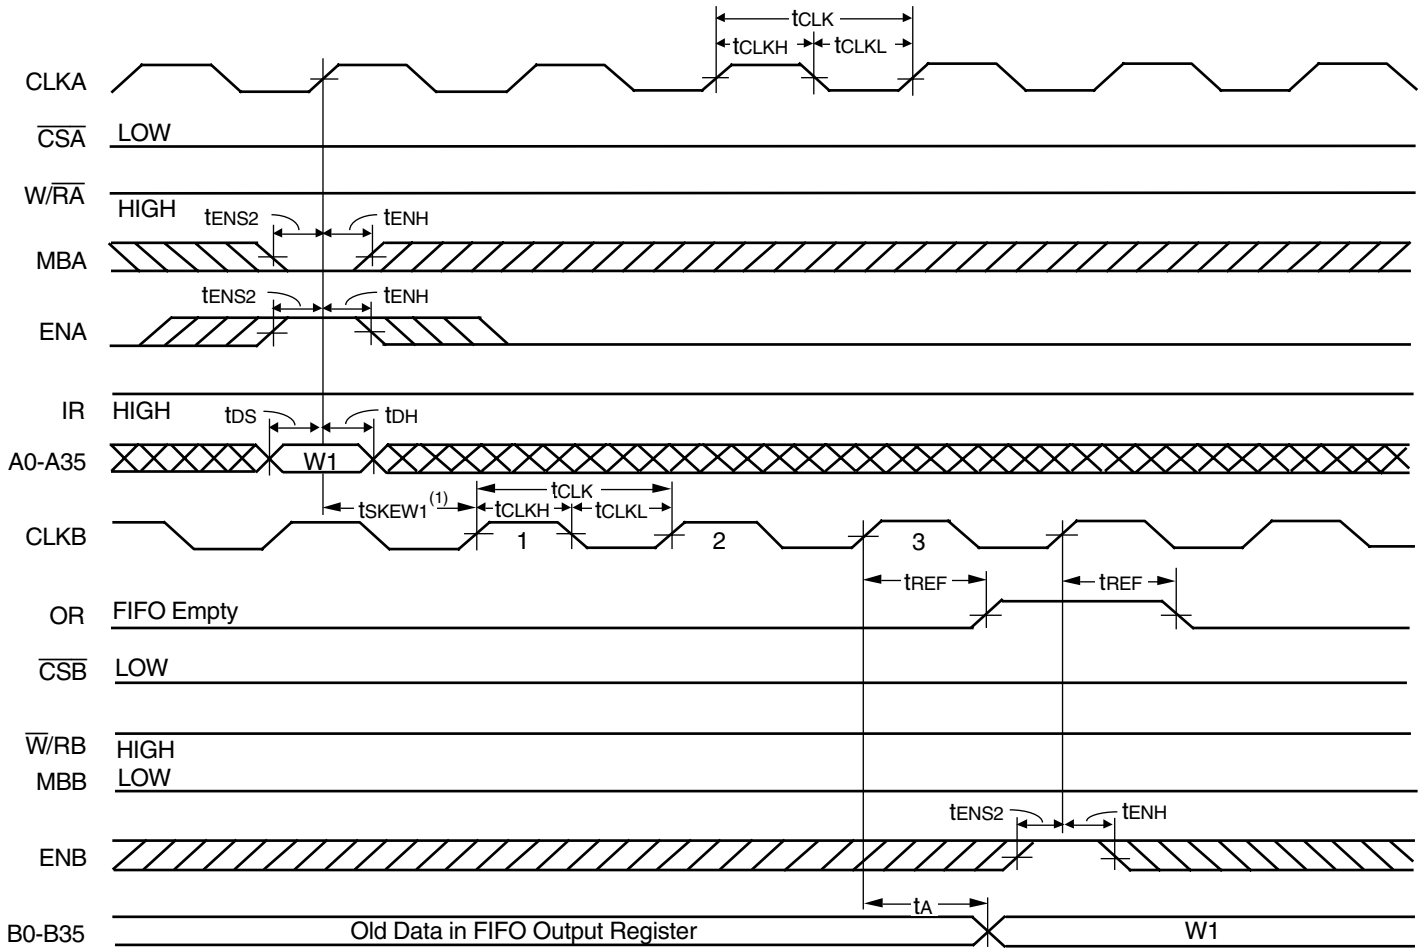 tCLK
tCLKH tCLKL
CLKA
CSA LOW
W/RA HIGH
tENS2 tENH
MBA
tENS2 tENH
ENA
IR HIGH
tDS tDH
A0-A35 W1
tCLK
tSKEW1(1) tCLKH tCLKL
CLKB 1 2 3
tREF tREF
OR FIFO Empty
CSB LOW
W/RB HIGH
MBB LOW
tENS2 tENH
ENB
tA
B0-B35 Old Data in FIFO Output Register W1